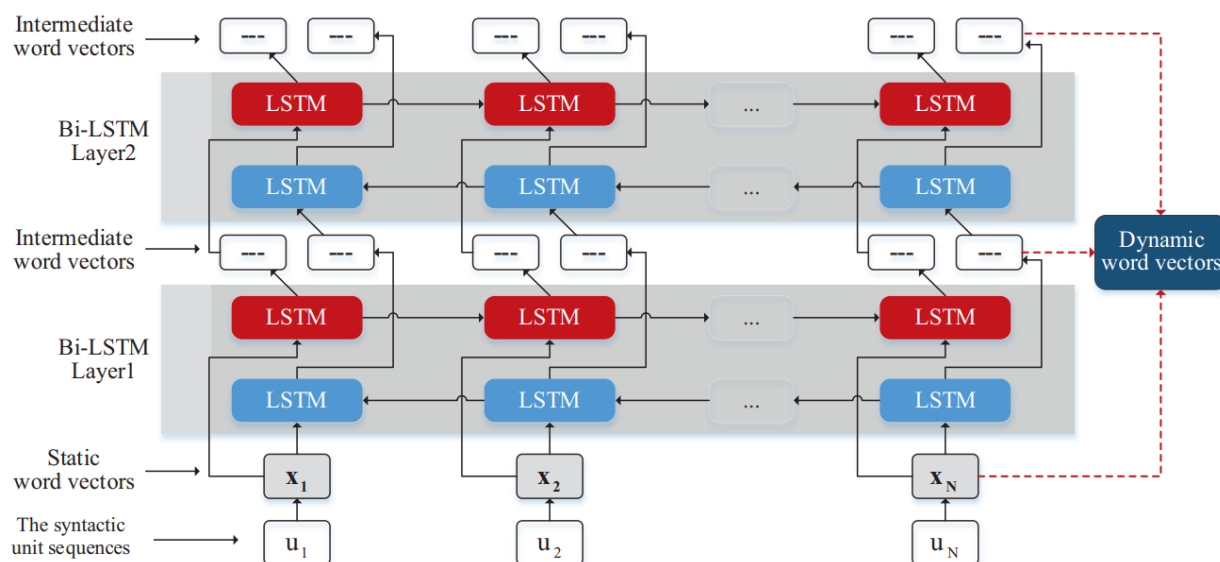 Intermediate
word vectors
--- --- --- --- --- ---
LSTM LSTM ... LSTM
Bi-LSTM
Layer2
LSTM LSTM ... LSTM
Intermediate
word vectors
--- --- --- --- --- ---
Dynamic
word vectors
LSTM LSTM ... LSTM
Bi-LSTM
Layer1
LSTM LSTM ... LSTM
Static
word vectors
x₁ x₂ x_N
The syntactic
unit sequences
u₁ u₂ u_N